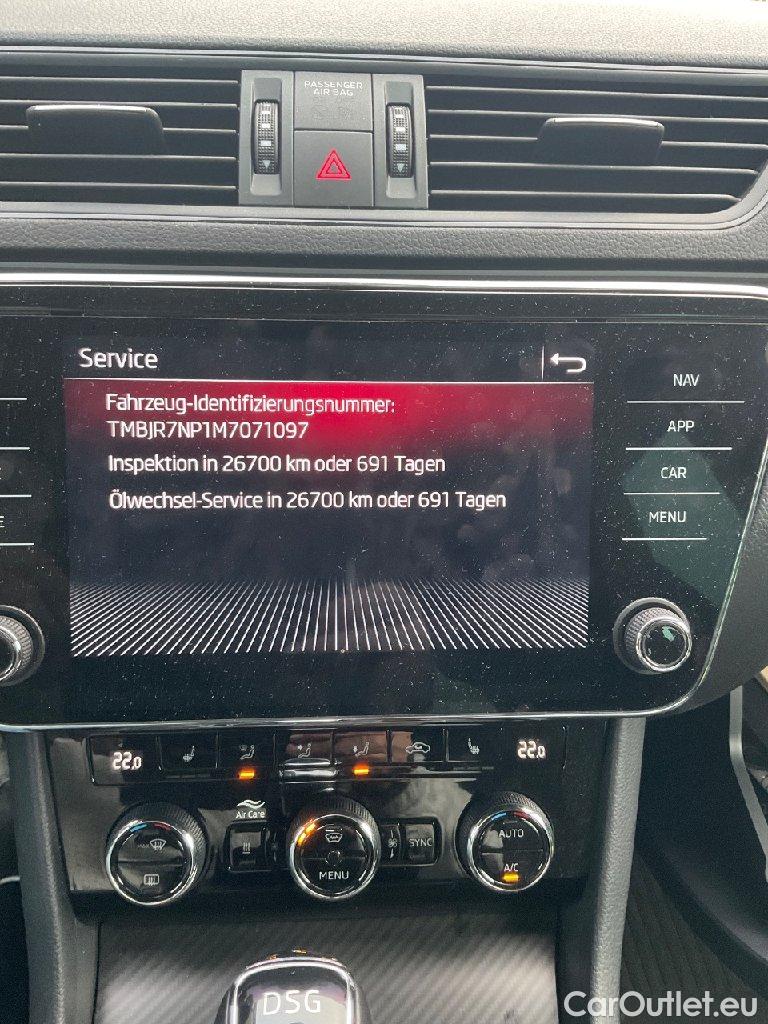 PASSENGER
AIR BAG
Service
NAV
Fahrzeug-Identifizierungsnummer:
TMBJR7NP1M7071097
APP
Inspektion in 26700 km oder 691 Tagen
CAR
Ölwechsel-Service in 26700 km oder 691 Tagen
MENU
22.0
22.0
Air Care
MAX
SYNC
AUTO
MENU
A/C
DSG
CarOutlet.eu